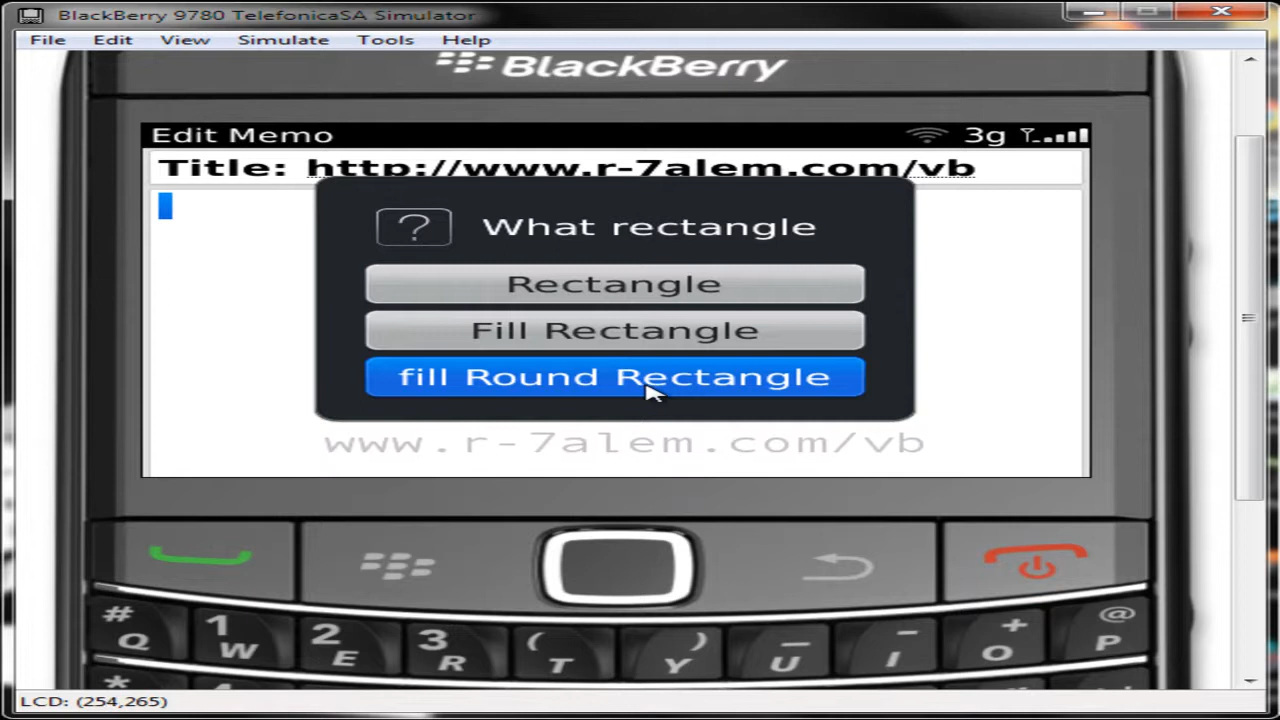 BlackBerry 9780 TelefonicaSA Simulator
File Edit View Simulate Tools Help
BlackBerry
Edit Memo 3g
Title: http://www.r-7alem.com/vb
? What rectangle
Rectangle
Fill Rectangle
fill Round Rectangle
www.r-7alem.com/vb
# 1 2 3 ( ) _ - + @
Q W E R T Y U I O P
*
LCD: (254,265)